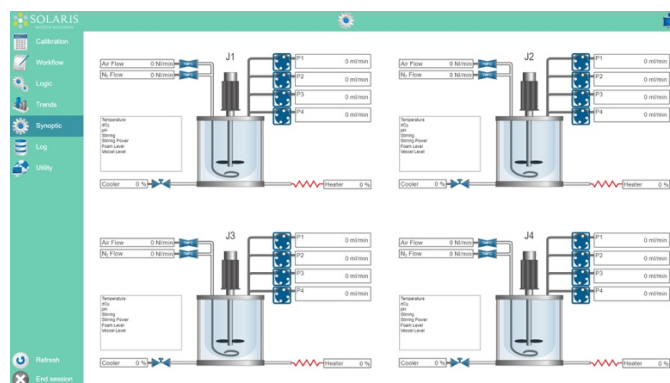 SOLARIS
Calibration
Workflow
Logic
Trends
Synoptic
Log
Utility
Refresh
End session
J1
Air Flow 0 Nl/min
N₂ Flow 0 Nl/min
P1 0 ml/min
P2 0 ml/min
P3 0 ml/min
P4 0 ml/min
Temperature
dO₂
pH
Stirring
Stirring Power
Foam Level
Vessel Level
Cooler 0 %
Heater 0 %
J2
Air Flow 0 Nl/min
N₂ Flow 0 Nl/min
P1 0 ml/min
P2 0 ml/min
P3 0 ml/min
P4 0 ml/min
Temperature
dO₂
pH
Stirring
Stirring Power
Foam Level
Vessel Level
Cooler 0 %
Heater 0 %
J3
Air Flow 0 Nl/min
N₂ Flow 0 Nl/min
P1 0 ml/min
P2 0 ml/min
P3 0 ml/min
P4 0 ml/min
Temperature
dO₂
pH
Stirring
Stirring Power
Foam Level
Vessel Level
Cooler 0 %
Heater 0 %
J4
Air Flow 0 Nl/min
N₂ Flow 0 Nl/min
P1 0 ml/min
P2 0 ml/min
P3 0 ml/min
P4 0 ml/min
Temperature
dO₂
pH
Stirring
Stirring Power
Foam Level
Vessel Level
Cooler 0 %
Heater 0 %